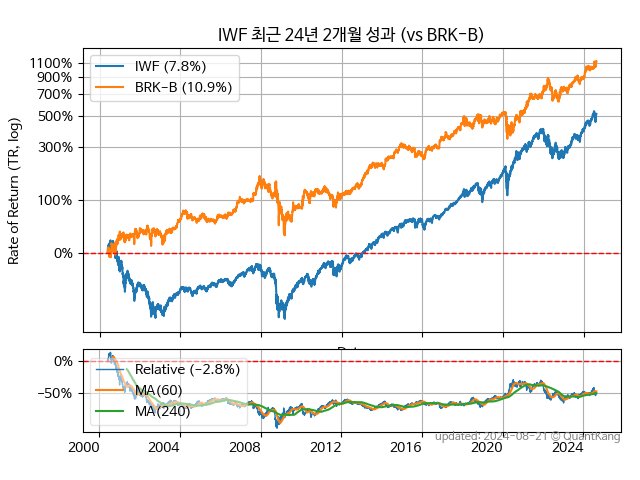 IWF 최근 24년 2개월 성과 (vs BRK-B)
IWF (7.8%)
BRK-B (10.9%)
1100%
900%
700%
500%
300%
100%
0%
Rate of Return (TR, log)
0%
-50%
Relative (-2.8%)
MA(60)
MA(240)
2000 2004 2008 2012 2016 2020 2024
updated: 2024-08-21 © QuantKang